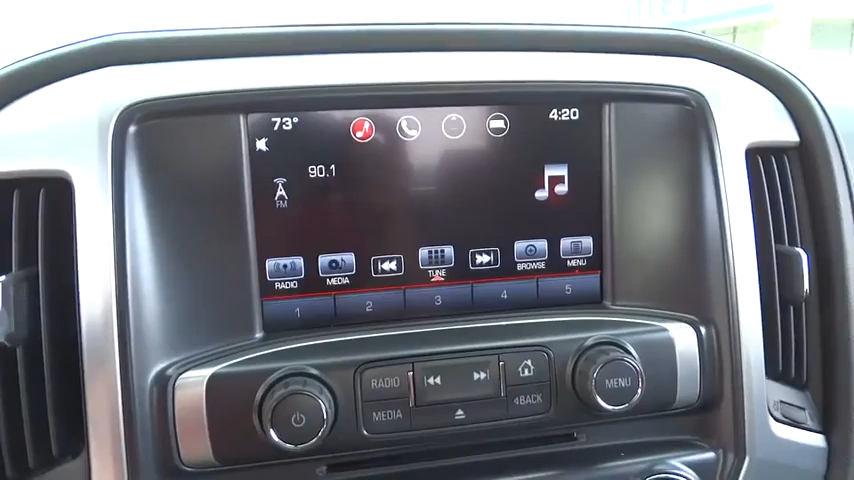 73°
4:20
90.1
FM
RADIO
MEDIA
TUNE
BROWSE
MENU
1 2 3 4 5
RADIO
MEDIA
BACK
MENU